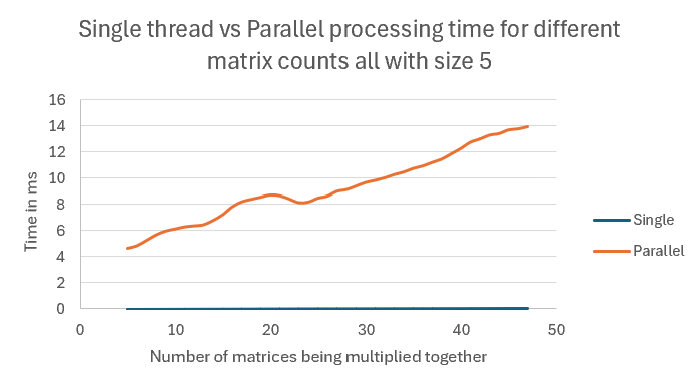 Single thread vs Parallel processing time for different
matrix counts all with size 5
16
14
12
10
8
6
4
2
0
Time in ms
0 10 20 30 40 50
Number of matrices being multiplied together
Single
Parallel